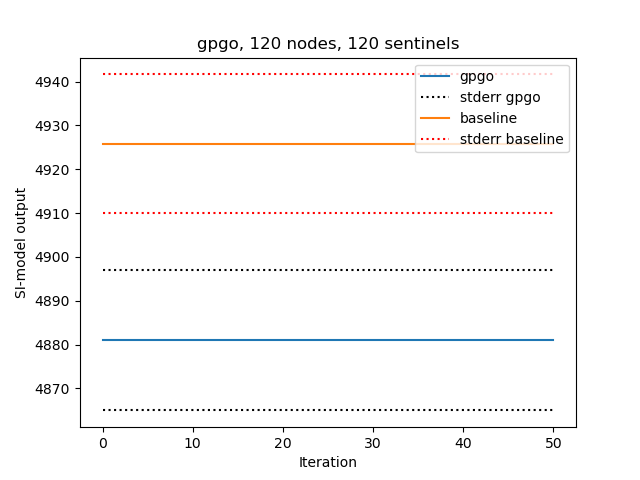 gpgo, 120 nodes, 120 sentinels
4940
4930
4920
4910
4900
4890
4880
4870
SI-model output
gpgo
stderr gpgo
baseline
stderr baseline
0 10 20 30 40 50
Iteration